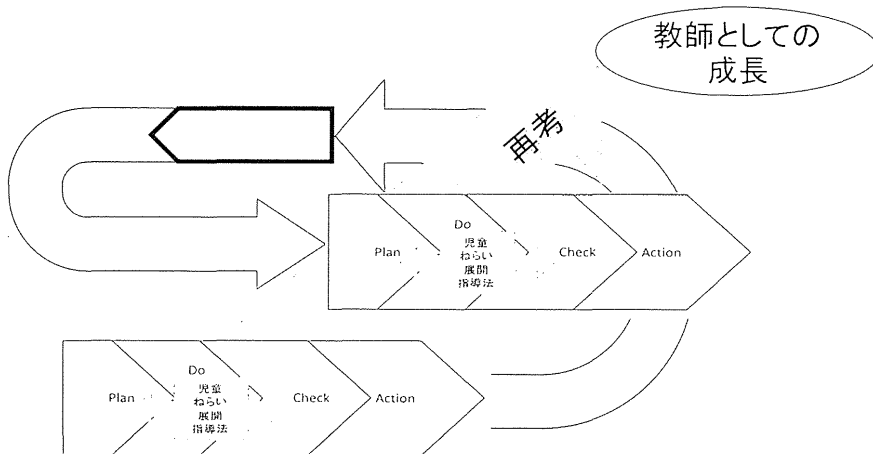 教師としての
成長
再考
Plan
Do
児童
ねらい
展開
指導法
Check
Action
Plan
Do
児童
ねらい
展開
指導法
Check
Action